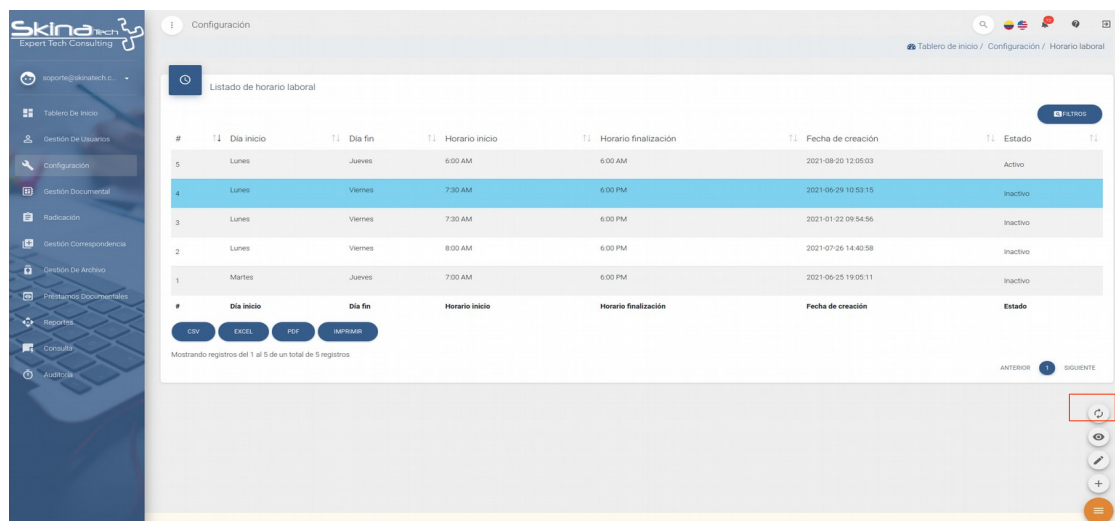 SkinaTech
Expert Tech Consulting
Configuración
Tablero de inicio / Configuración / Horario laboral
soporte@skinatech.c...
Tablero De Inicio
Gestión De Usuarios
Configuración
Gestión Documental
Radicación
Gestión Correspondencia
Gestión De Archivo
Préstamos Documentales
Reportes
Consulta
Auditoría
Listado de horario laboral
FILTROS
# Día inicio Día fin Horario inicio Horario finalización Fecha de creación Estado
5 Lunes Jueves 6:00 AM 6:00 AM 2021-08-20 12:05:03 Activo
4 Lunes Viernes 7:30 AM 6:00 PM 2021-06-29 10:53:15 Inactivo
3 Lunes Viernes 7:30 AM 6:00 PM 2021-01-22 09:54:56 Inactivo
2 Lunes Viernes 8:00 AM 6:00 PM 2021-07-26 14:40:58 Inactivo
1 Martes Jueves 7:00 AM 6:00 PM 2021-06-25 19:05:11 Inactivo
# Día inicio Día fin Horario inicio Horario finalización Fecha de creación Estado
CSV EXCEL PDF IMPRIMIR
Mostrando registros del 1 al 5 de un total de 5 registros
ANTERIOR 1 SIGUIENTE